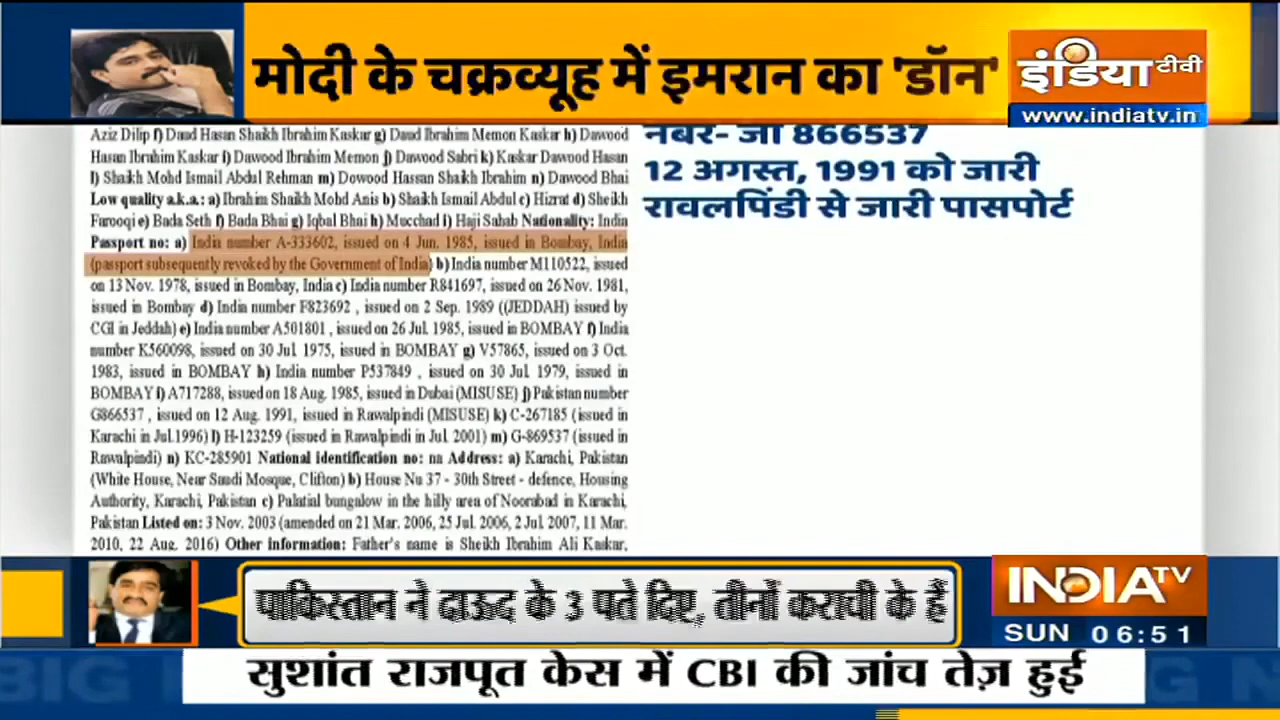 मोदी के चक्रव्यूह में इमरान का 'डॉन'
इंडिया टीवी
www.indiatv.in
Aziz Dilip f) Daud Hasan Shaikh Ibrahim Kaskar g) Daud Ibrahim Memon Kaskar h) Dawood
Hasan Ibrahim Kaskar i) Dawood Ibrahim Memon j) Dawood Sabri k) Kaskar Dawood Hasan
l) Shaikh Mohd Ismail Abdul Rehman m) Dowood Hassan Shaikh Ibrahim n) Dawood Bhai
Low quality a.k.a.: a) Ibrahim Shaikh Mohd Anis b) Shaikh Ismail Abdul c) Hizrat d) Sheikh
Farooqi e) Bada Seth f) Bada Bhai g) Iqbal Bhai h) Mucchad i) Haji Sahab Nationality: India
Passport no: a) India number A-333602, issued on 4 Jun. 1985, issued in Bombay, India
(passport subsequently revoked by the Government of India) b) India number M110522, issued
on 13 Nov. 1978, issued in Bombay, India c) India number R841697, issued on 26 Nov. 1981,
issued in Bombay d) India number F823692 , issued on 2 Sep. 1989 ((JEDDAH) issued by
CGI in Jeddah) e) India number A501801 , issued on 26 Jul. 1985, issued in BOMBAY f) India
number K560098, issued on 30 Jul. 1975, issued in BOMBAY g) V57865, issued on 3 Oct.
1983, issued in BOMBAY h) India number P537849 , issued on 30 Jul. 1979, issued in
BOMBAY i) A717288, issued on 18 Aug. 1985, issued in Dubai (MISUSE) j) Pakistan number
G866537 , issued on 12 Aug. 1991, issued in Rawalpindi (MISUSE) k) C-267185 (issued in
Karachi in Jul.1996) l) H-123259 (issued in Rawalpindi in Jul. 2001) m) G-869537 (issued in
Rawalpindi) n) KC-285901 National identification no: na Address: a) Karachi, Pakistan
(White House, Near Saudi Mosque, Clifton) b) House Nu 37 - 30th Street - defence, Housing
Authority, Karachi, Pakistan c) Palatial bungalow in the hilly area of Noorabad in Karachi,
Pakistan Listed on: 3 Nov. 2003 (amended on 21 Mar. 2006, 25 Jul. 2006, 2 Jul. 2007, 11 Mar.
2010, 22 Aug. 2016) Other information: Father's name is Sheikh Ibrahim Ali Kaskar,
नंबर- जी 866537
12 अगस्त, 1991 को जारी
रावलपिंडी से जारी पासपोर्ट
पाकिस्तान ने दाऊद के 3 पते दिए, तीनों कराची के हैं
INDIA TV
SUN 06:51
सुशांत राजपूत केस में CBI की जांच तेज़ हुई